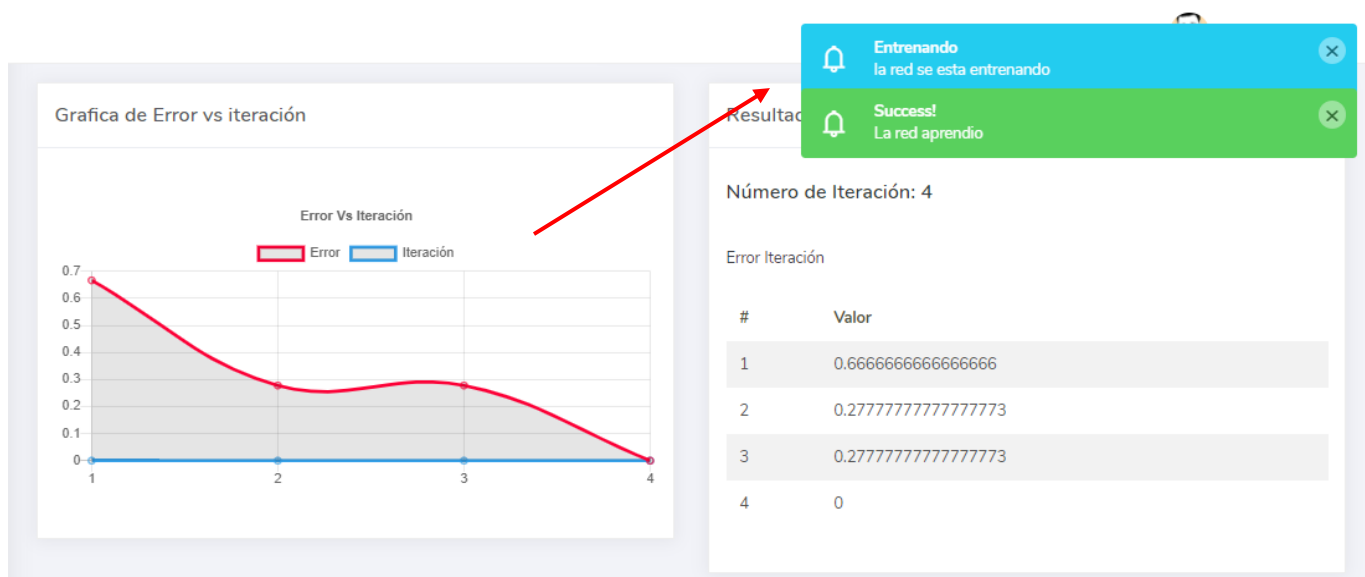 Entrenando
la red se esta entrenando
Success!
La red aprendio
Grafica de Error vs iteración
Error Vs Iteración
Error Iteración
0.7
0.6
0.5
0.4
0.3
0.2
0.1
0
1 2 3 4
Número de Iteración: 4
Error Iteración
# Valor
1 0.6666666666666666
2 0.27777777777777773
3 0.27777777777777773
4 0